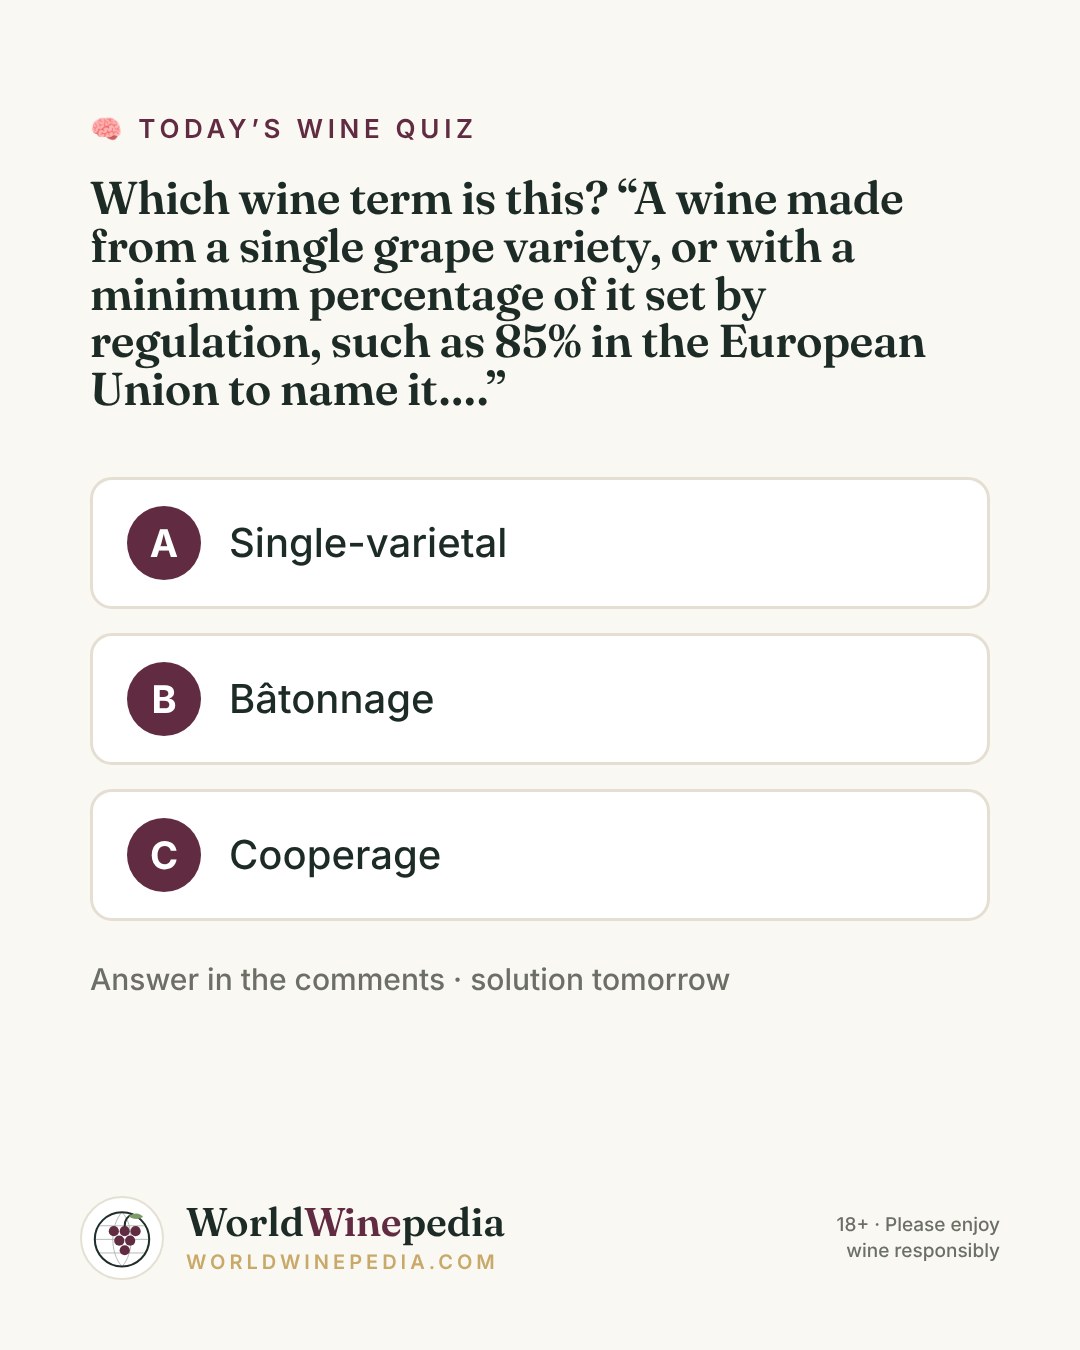 🧠 TODAY’S WINE QUIZ
Which wine term is this? “A wine made
from a single grape variety, or with a
minimum percentage of it set by
regulation, such as 85% in the European
Union to name it....”
A Single-varietal
B Bâtonnage
C Cooperage
Answer in the comments · solution tomorrow
WorldWinepedia
WORLDWINEPEDIA.COM
18+ · Please enjoy
wine responsibly